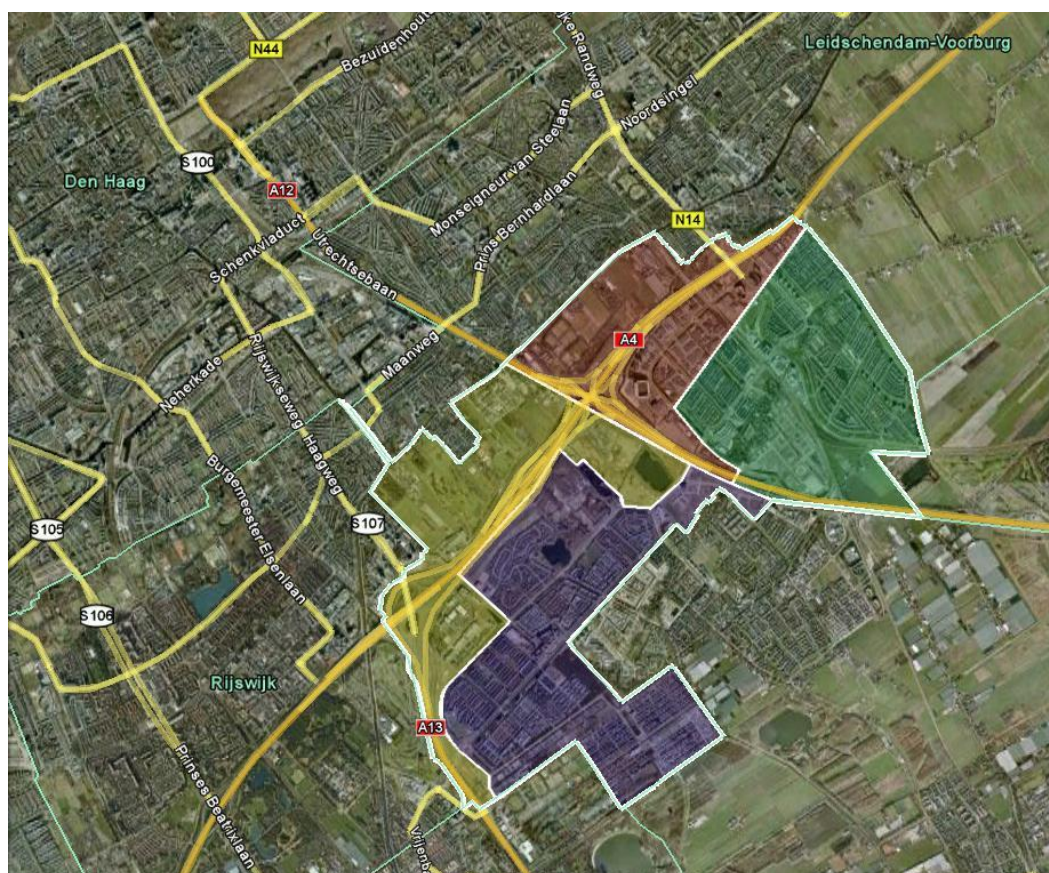 Leidschendam-Voorburg
N44
Bezuidenhout
Randweg
Noordsingel
S100
Den Haag
A12
Monseigneur van Steelaan
Prins Bernhardlaan
N14
Schenkviaduct
Utrechtsebaan
A4
Neherkade
Rijswijkseweg
Maanweg
Haagweg
Burgemeester Elsenlaan
S105
S107
S106
Rijswijk
A13
Prinses Beatrixlaan